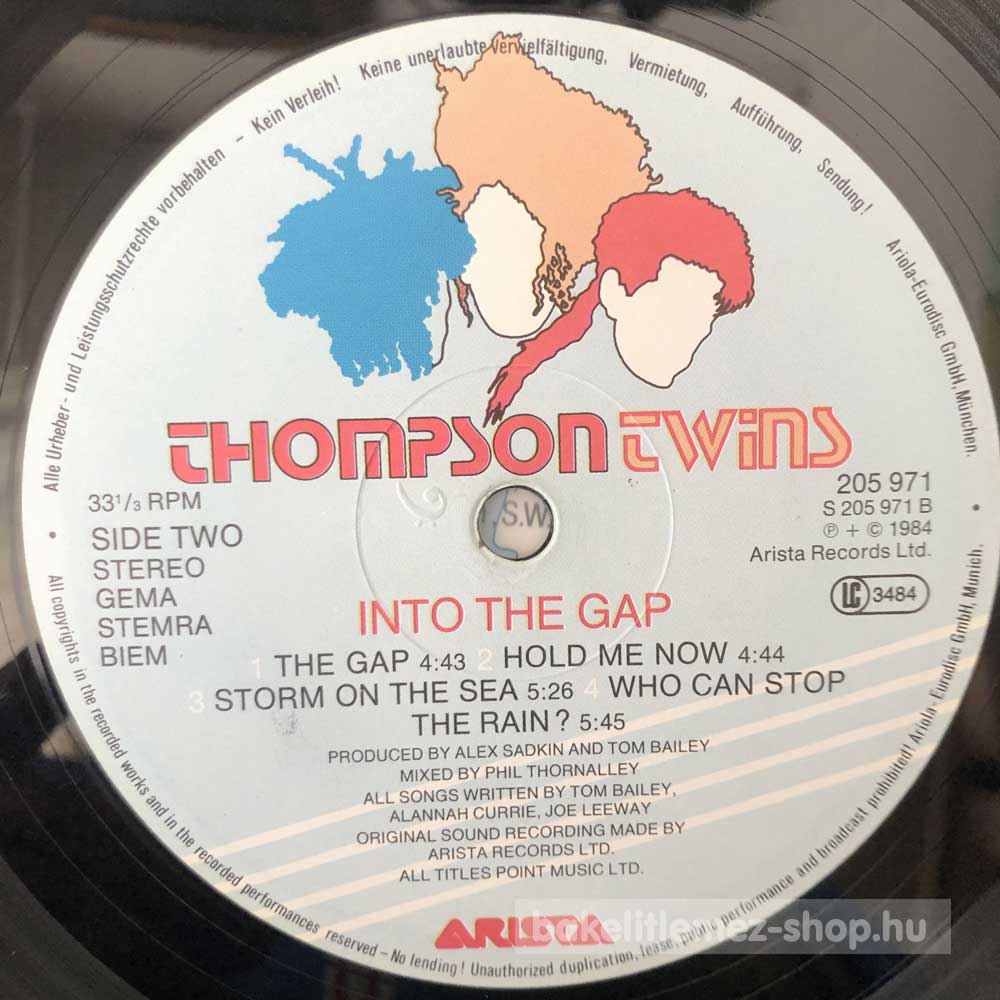 Alle Urheber- und Leistungsschutzrechte vorbehalten - Kein Verleih! Keine unerlaubte Vervielfältigung, Vermietung, Aufführung, Sendung! Ariola-Eurodisc GmbH, München.
THOMPSON TWINS
33 1/3 RPM
SIDE TWO
STEREO
GEMA
STEMRA
BIEM
205 971
S 205 971 B
℗ + © 1984
Arista Records Ltd.
LC 3484
.S.W.
INTO THE GAP
1 THE GAP 4:43 2 HOLD ME NOW 4:44
3 STORM ON THE SEA 5:26 4 WHO CAN STOP
THE RAIN? 5:45
PRODUCED BY ALEX SADKIN AND TOM BAILEY
MIXED BY PHIL THORNALLEY
ALL SONGS WRITTEN BY TOM BAILEY,
ALANNAH CURRIE, JOE LEEWAY
ORIGINAL SOUND RECORDING MADE BY
ARISTA RECORDS LTD.
ALL TITLES POINT MUSIC LTD.
ARISTA
All copyrights in the recorded works and in the recorded performances reserved – No lending! Unauthorized duplication, lease, public performance and broadcast prohibited! Ariola-Eurodisc GmbH, Munich.
bakelitlemez-shop.hu